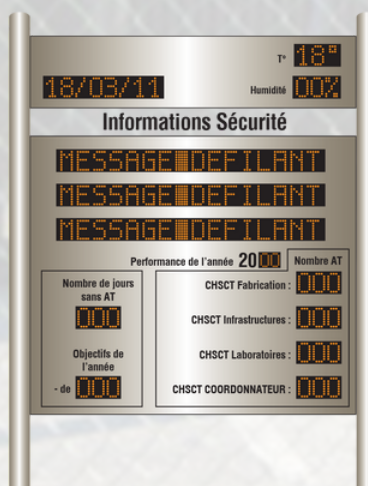 T° 18°
18/03/11 Humidité 00%
Informations Sécurité
MESSAGE DEFILANT
MESSAGE DEFILANT
MESSAGE DEFILANT
Performance de l'année 2000 Nombre AT
Nombre de jours
sans AT
000
Objectifs de
l'année
- de 000
CHSCT Fabrication : 000
CHSCT Infrastructures : 000
CHSCT Laboratoires : 000
CHSCT COORDONNATEUR : 000